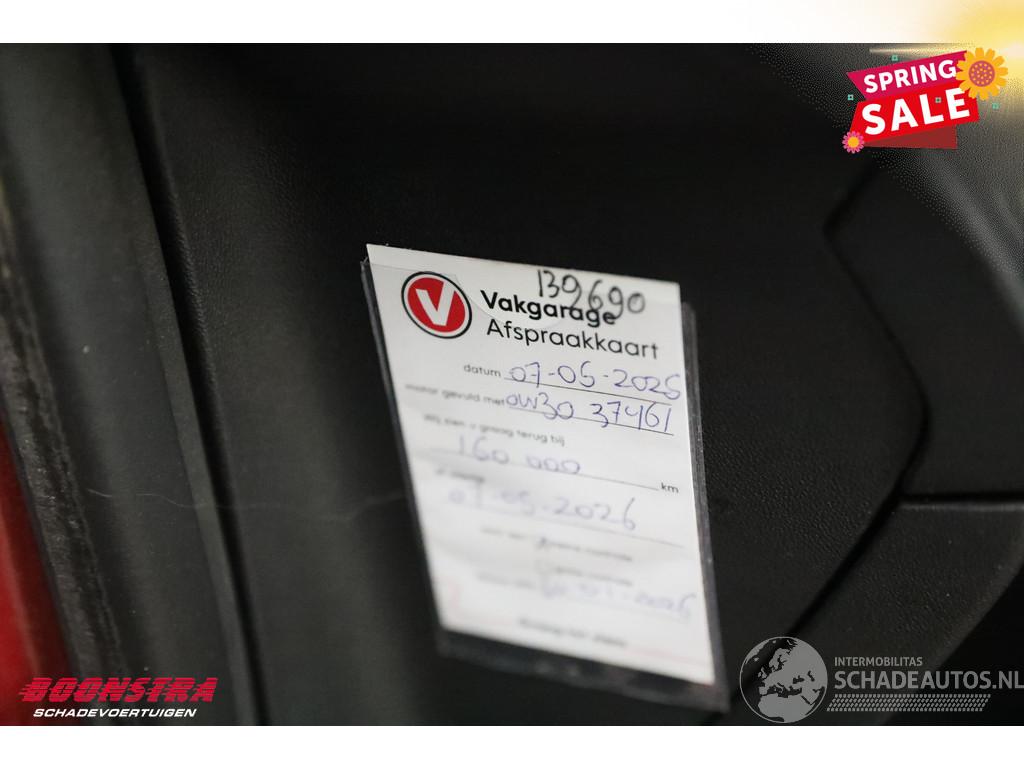 SPRING
SALE
139690
V
Vakgarage
Afspraakkaart
datum 07-05-2025
motor gevuld met 0W30 37461
Wij zien u graag terug bij
160 000 km
07-05-2026
BOONSTRA
SCHADEVOERTUIGEN
INTERMOBILITAS
SCHADEAUTOS.NL